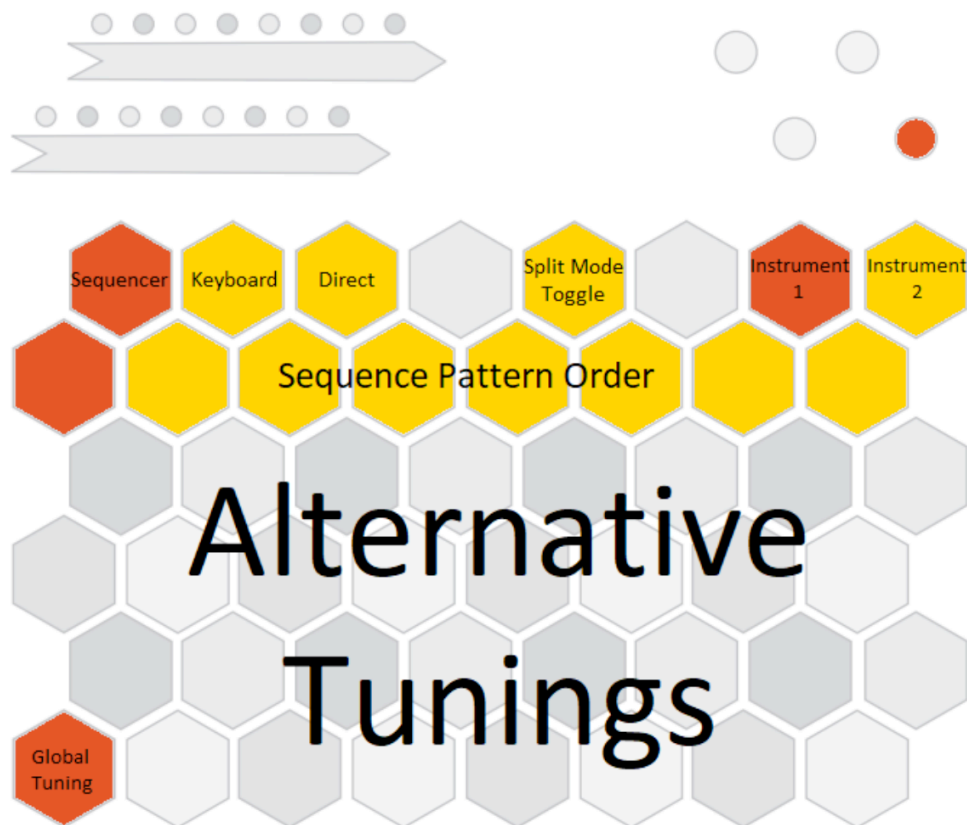 Sequencer
Keyboard
Direct
Split Mode
Toggle
Instrument
1
Instrument
2
Sequence Pattern Order
Alternative
Tunings
Global
Tuning